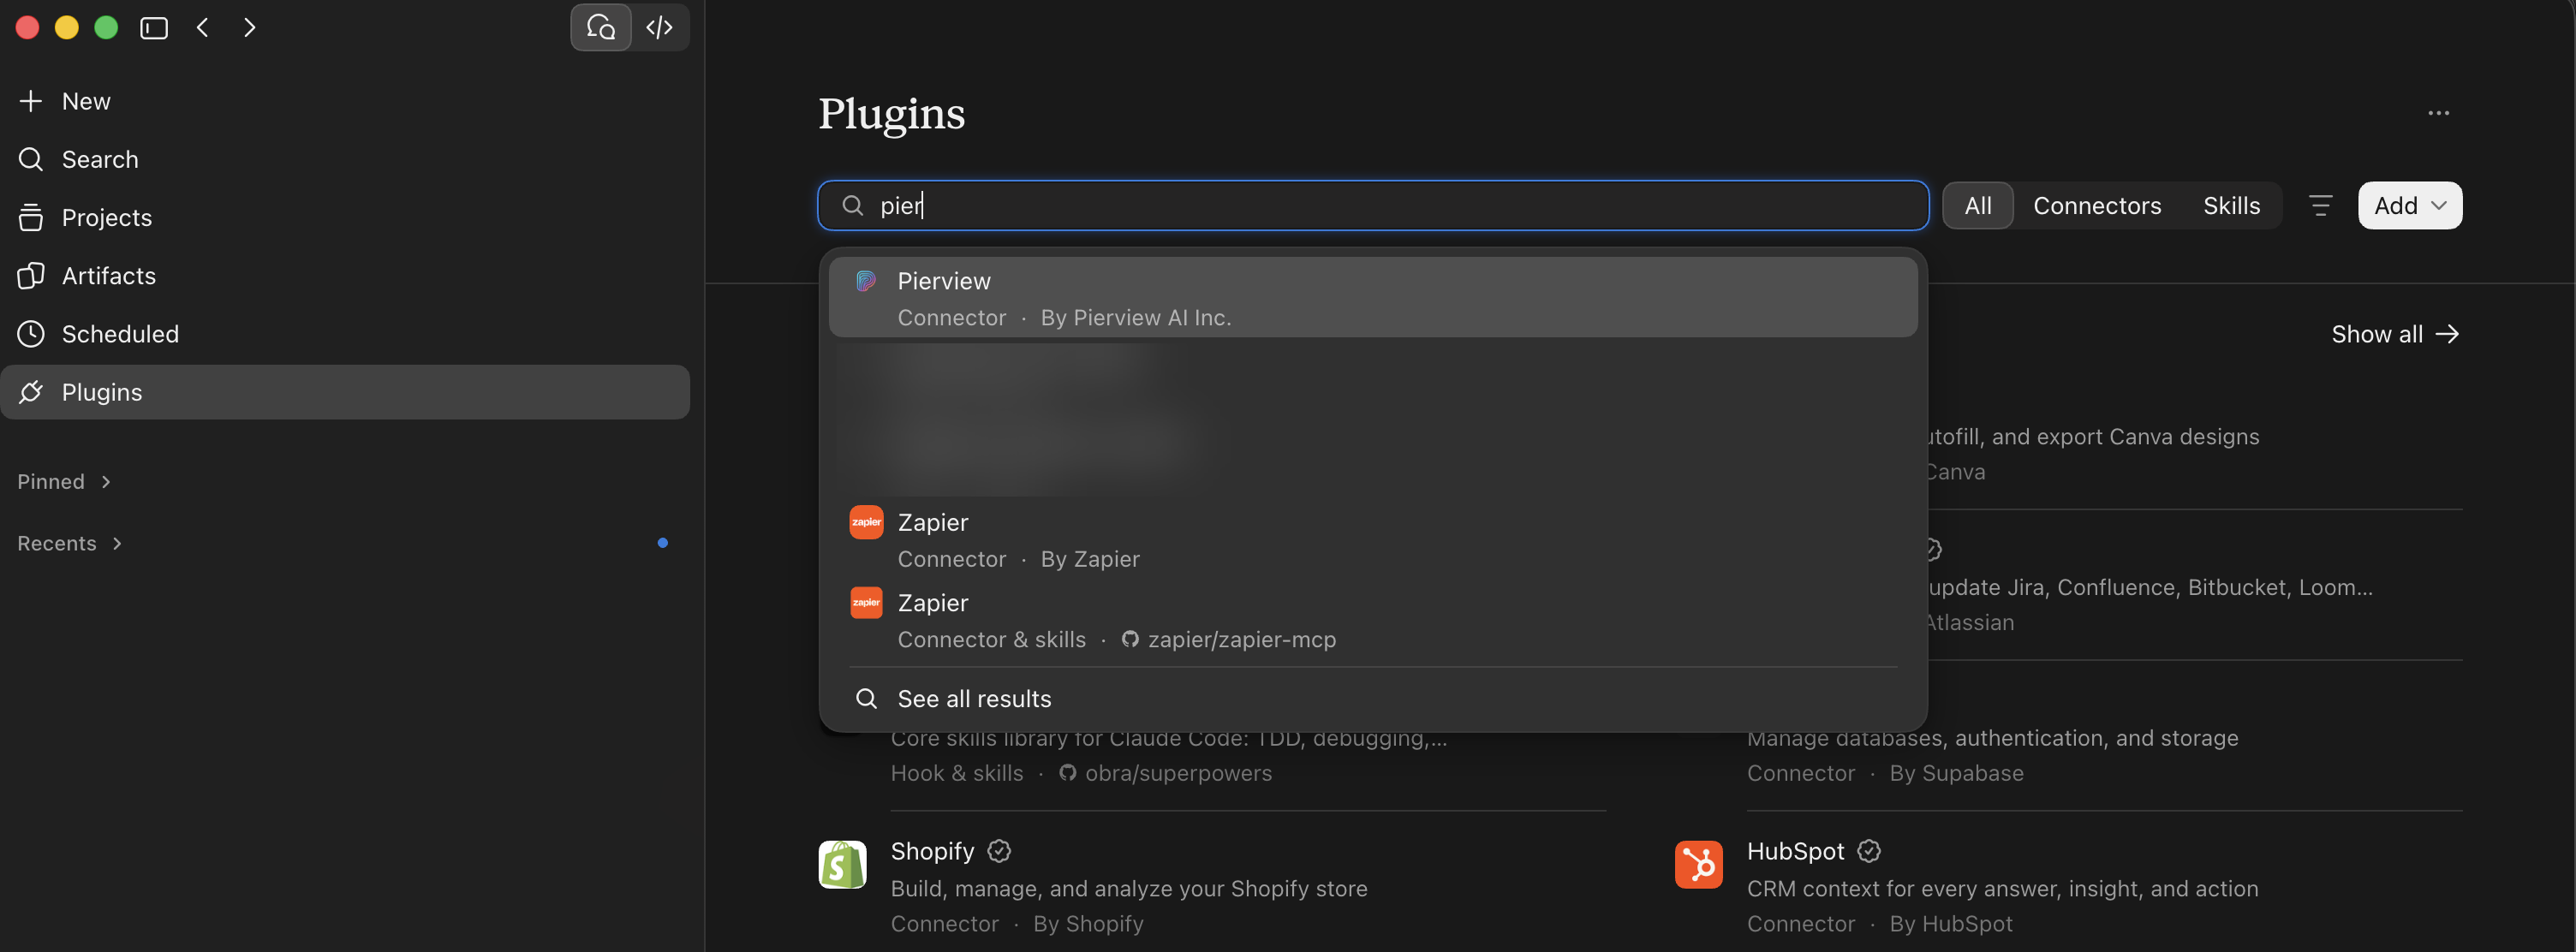 New
Search
Projects
Artifacts
Scheduled
Plugins
Pinned
Recents
Plugins
pier
All
Connectors
Skills
Add
Pierview
Connector · By Pierview AI Inc.
zapier
Zapier
Connector · By Zapier
zapier
Zapier
Connector & skills · zapier/zapier-mcp
See all results
Show all
utofill, and export Canva designs
Canva
update Jira, Confluence, Bitbucket, Loom...
Atlassian
Core skills library for Claude Code: TDD, debugging,...
Hook & skills · obra/superpowers
Manage databases, authentication, and storage
Connector · By Supabase
Shopify
Build, manage, and analyze your Shopify store
Connector · By Shopify
HubSpot
CRM context for every answer, insight, and action
Connector · By HubSpot